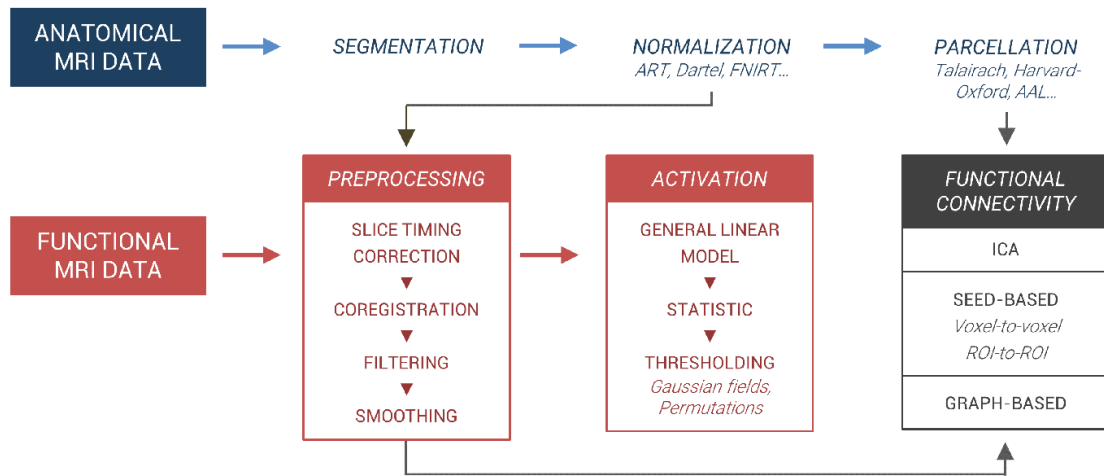 ANATOMICAL
MRI DATA
SEGMENTATION
NORMALIZATION
ART, Dartel, FNIRT...
PARCELLATION
Talairach, Harvard-
Oxford, AAL...
FUNCTIONAL
MRI DATA
PREPROCESSING
SLICE TIMING
CORRECTION
COREGISTRATION
FILTERING
SMOOTHING
ACTIVATION
GENERAL LINEAR
MODEL
STATISTIC
THRESHOLDING
Gaussian fields,
Permutations
FUNCTIONAL
CONNECTIVITY
ICA
SEED-BASED
Voxel-to-voxel
ROI-to-ROI
GRAPH-BASED